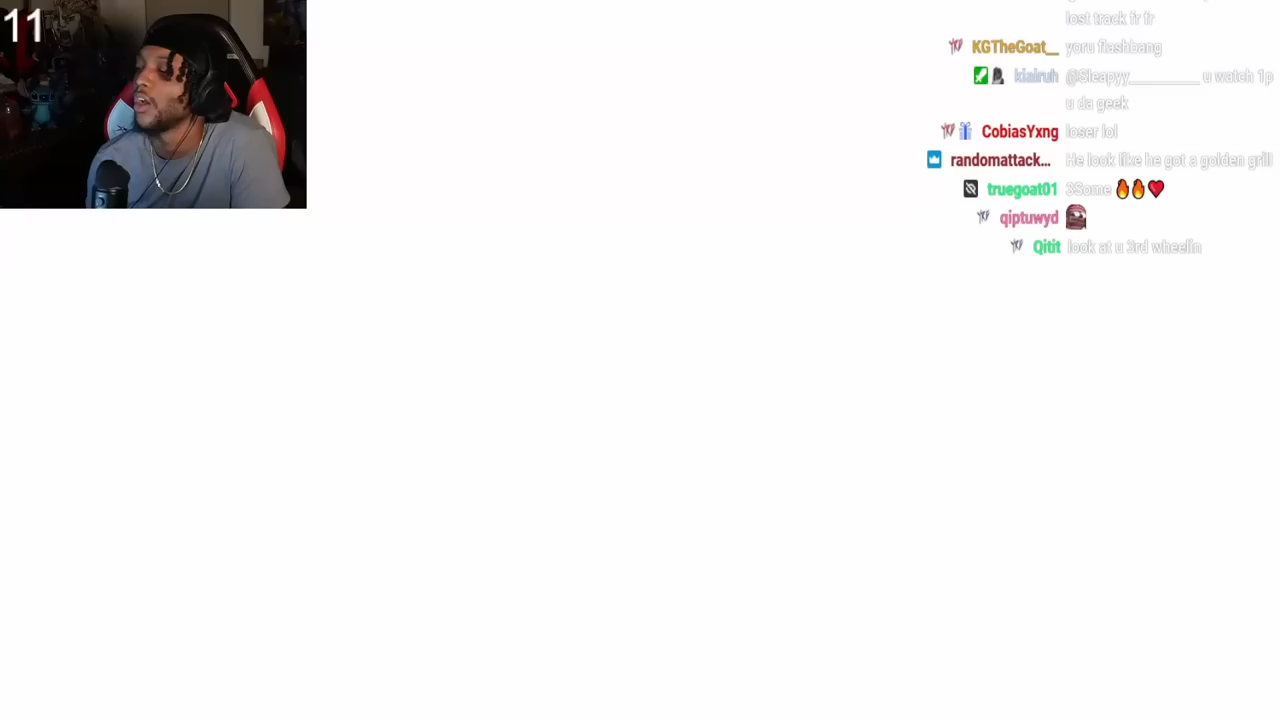 11
lost track fr fr
KGTheGoat__ yoru flashbang
kiairuh @Sleapyy_________ u watch 1p
u da geek
CobiasYxng loser lol
randomattack... He look like he got a golden grill
truegoat01 3Some 🔥🔥❤️
qiptuwyd
Qitit look at u 3rd wheelin